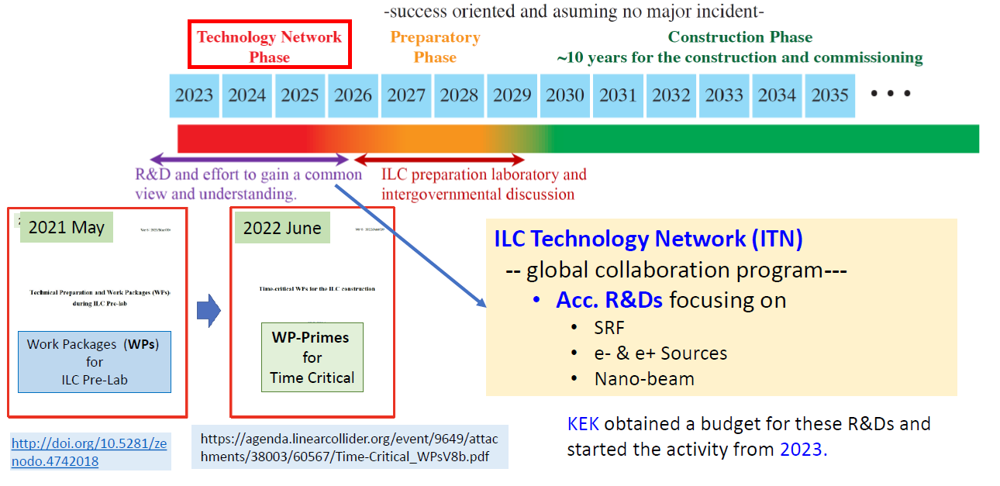 -success oriented and asuming no major incident-
Technology Network
Phase
Preparatory
Phase
Construction Phase
~10 years for the construction and commissioning
2023 2024 2025 2026 2027 2028 2029 2030 2031 2032 2033 2034 2035 • • •
R&D and effort to gain a common
view and understanding.
ILC preparation laboratory and
intergovernmental discussion
2021 May
Technical Preparation and Work Packages (WPs)
during ILC Pre-lab
Work Packages (WPs)
for
ILC Pre-Lab
http://doi.org/10.5281/ze
nodo.4742018
2022 June
Time-critical WPs for the ILC construction
WP-Primes
for
Time Critical
https://agenda.linearcollider.org/event/9649/attac
hments/38003/60567/Time-Critical_WPsV8b.pdf
ILC Technology Network (ITN)
-- global collaboration program---
• Acc. R&Ds focusing on
• SRF
• e- & e+ Sources
• Nano-beam
KEK obtained a budget for these R&Ds and
started the activity from 2023.